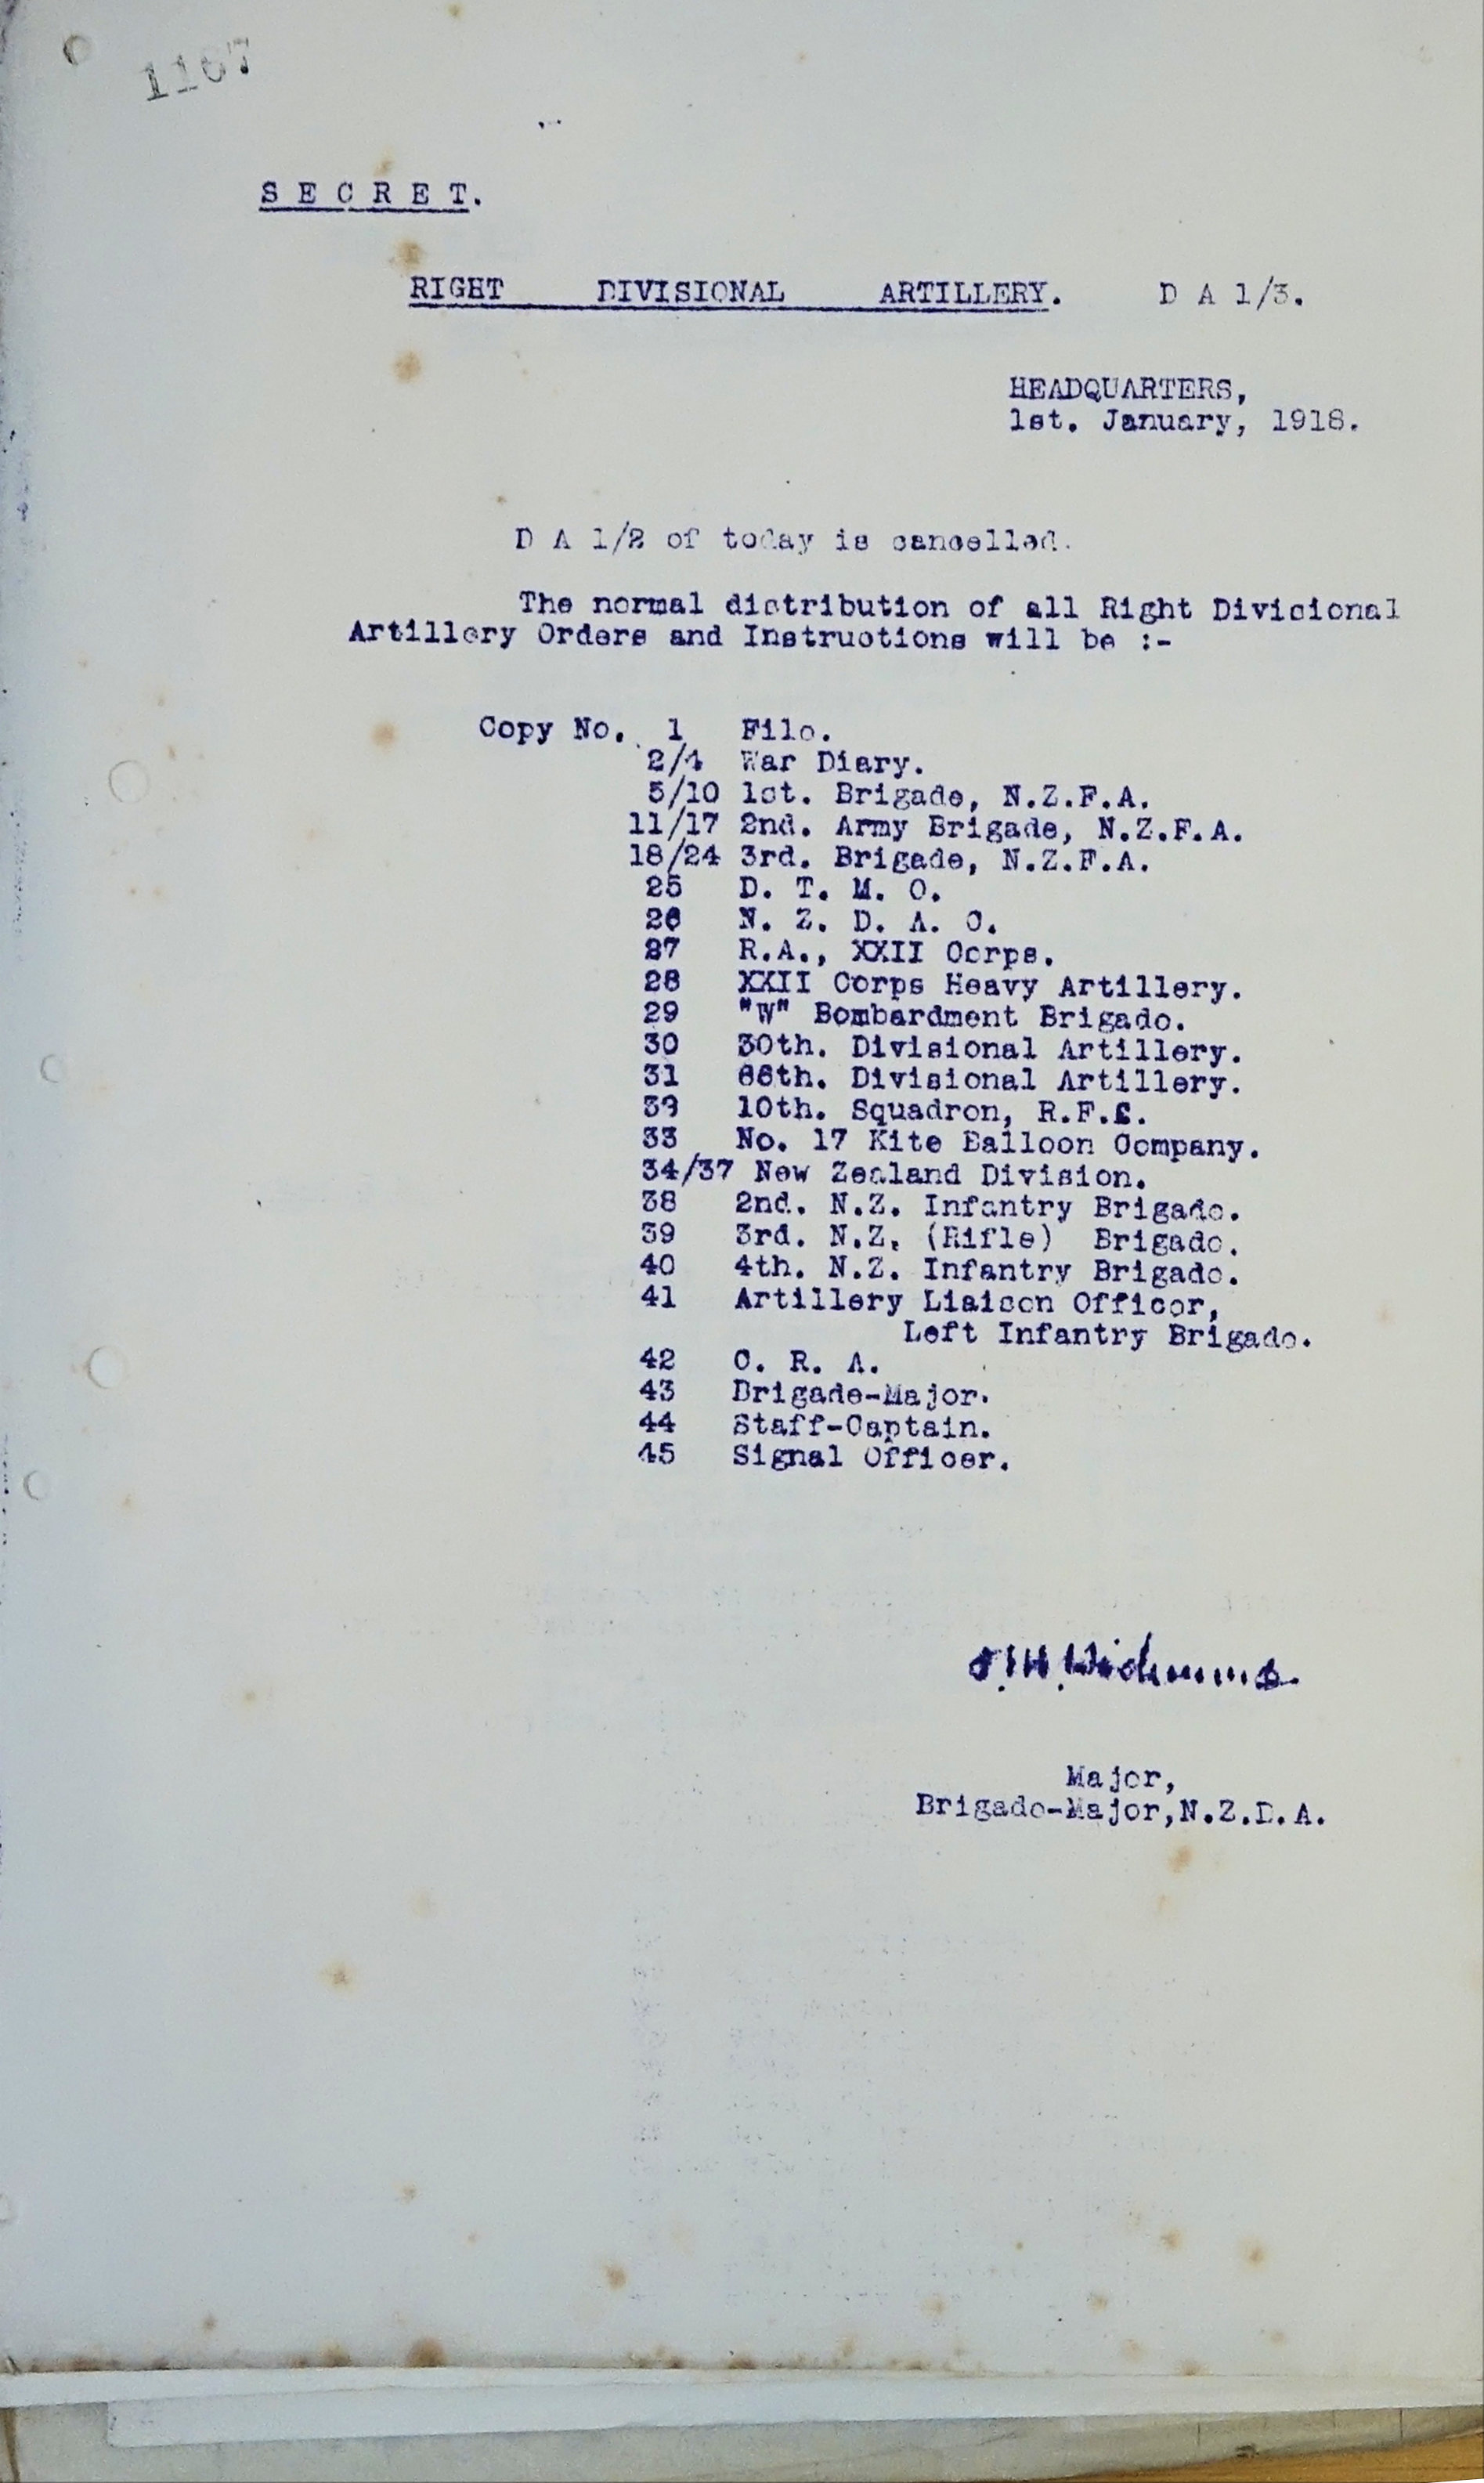 1167
S E C R E T.
RIGHT DIVISIONAL ARTILLERY. D A 1/3.
HEADQUARTERS,
1st. January, 1918.
D A 1/2 of today is cancelled.
The normal distribution of all Right Divisional
Artillery Orders and Instructions will be :-
Copy No. 1 File.
2/4 War Diary.
5/10 1st. Brigade, N.Z.F.A.
11/17 2nd. Army Brigade, N.Z.F.A.
18/24 3rd. Brigade, N.Z.F.A.
25 D. T. M. O.
26 N. Z. D. A. C.
27 R.A., XXII Corps.
28 XXII Corps Heavy Artillery.
29 "W" Bombardment Brigade.
30 30th. Divisional Artillery.
31 66th. Divisional Artillery.
32 10th. Squadron, R.F.C.
33 No. 17 Kite Balloon Company.
34/37 New Zealand Division.
38 2nd. N.Z. Infantry Brigade.
39 3rd. N.Z. (Rifle) Brigade.
40 4th. N.Z. Infantry Brigade.
41 Artillery Liaison Officer,
Left Infantry Brigade.
42 C. R. A.
43 Brigade-Major.
44 Staff-Captain.
45 Signal Officer.
Major,
Brigade-Major,N.Z.D.A.